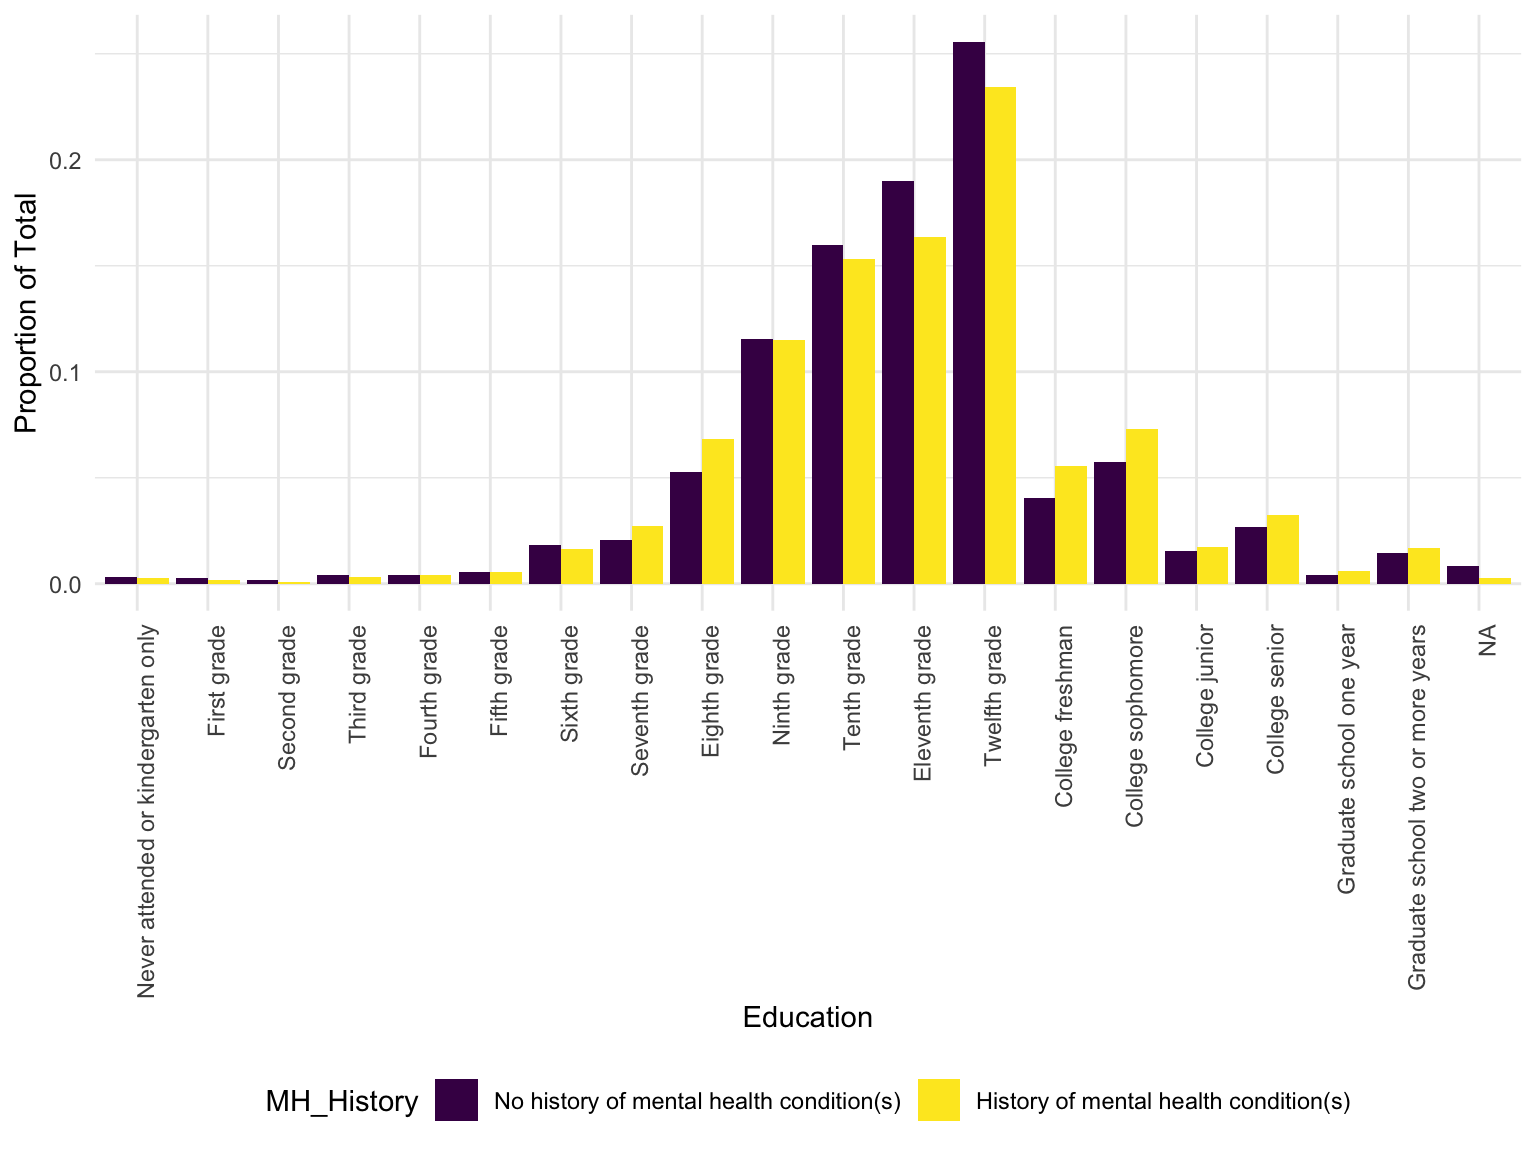 Proportion of Total
0.2
0.1
0.0
Never attended or kindergarten only
First grade
Second grade
Third grade
Fourth grade
Fifth grade
Sixth grade
Seventh grade
Eighth grade
Ninth grade
Tenth grade
Eleventh grade
Twelfth grade
College freshman
College sophomore
College junior
College senior
Graduate school one year
Graduate school two or more years
NA
Education
MH_History No history of mental health condition(s) History of mental health condition(s)